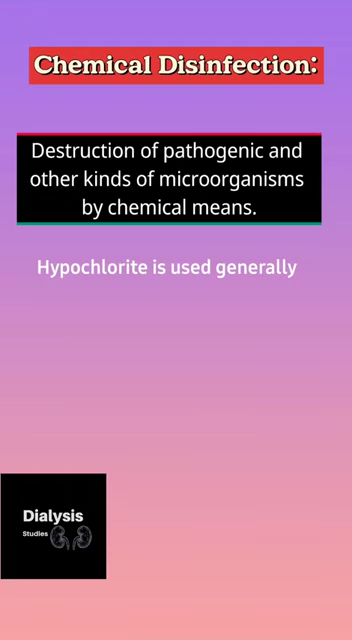 Chemical Disinfection:
Destruction of pathogenic and
other kinds of microorganisms
by chemical means.
Hypochlorite is used generally
Dialysis
Studies